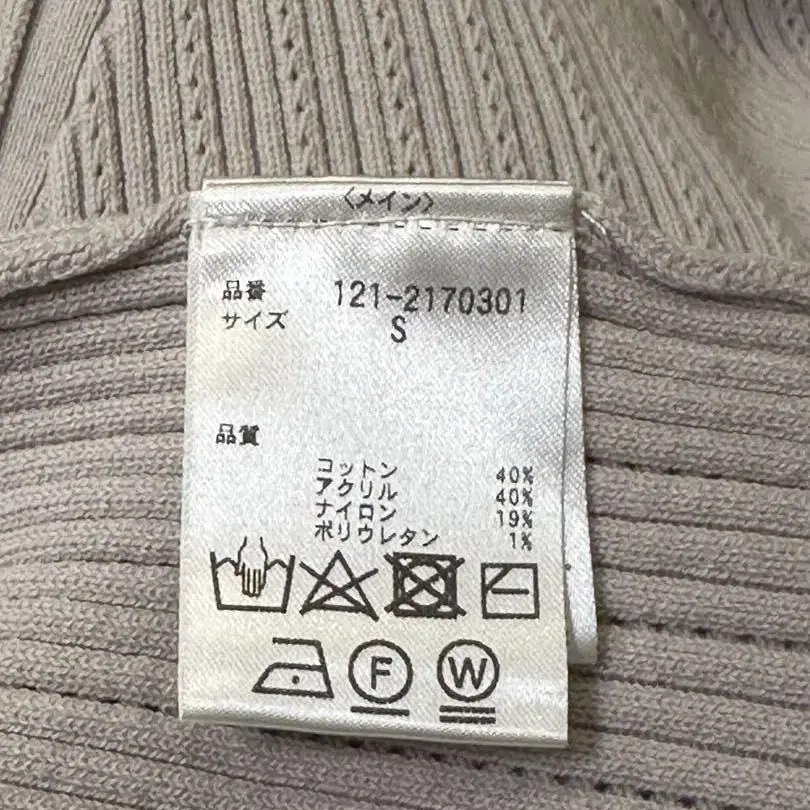 〈メイン〉
品番 121-2170301
サイズ S
品質
コットン 40%
アクリル 40%
ナイロン 19%
ポリウレタン 1%
F W